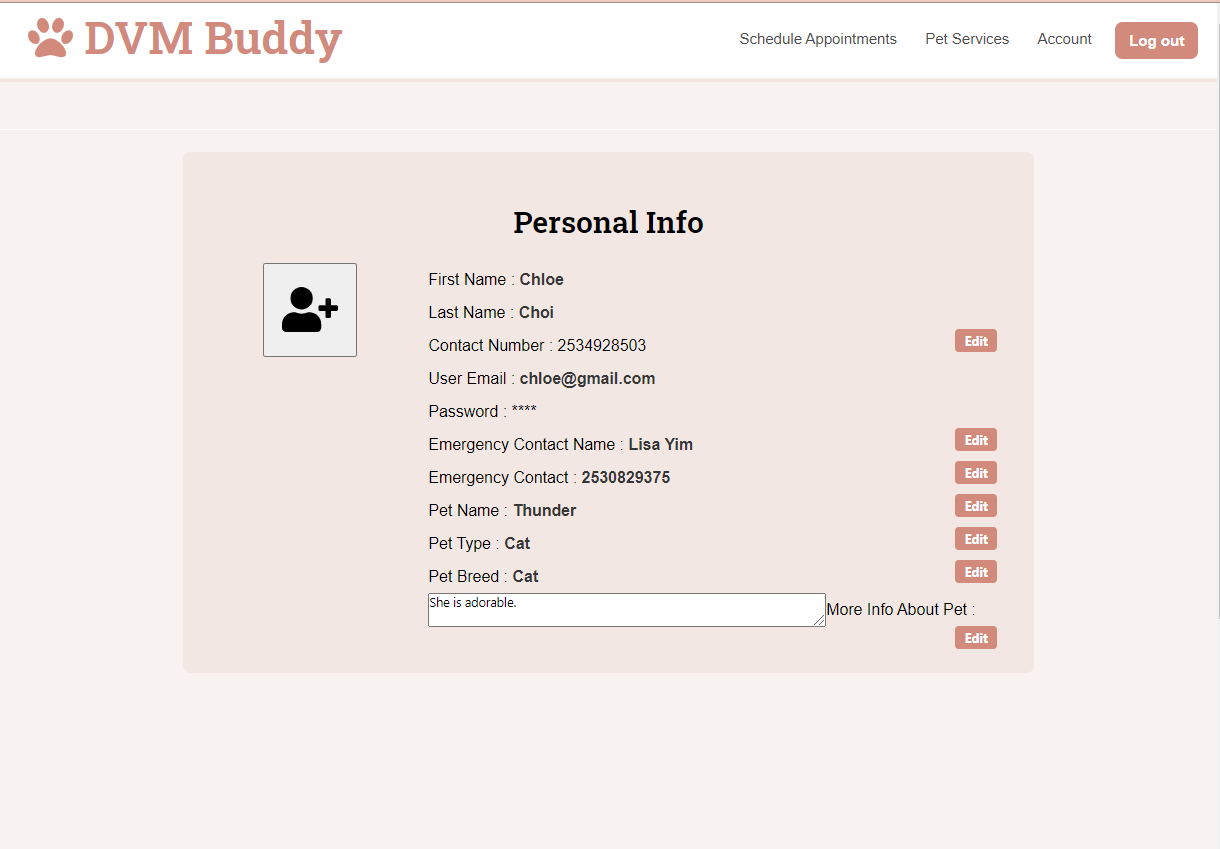 DVM Buddy
Schedule Appointments Pet Services Account Log out
Personal Info
First Name : Chloe
Last Name : Choi
Contact Number : 2534928503 Edit
User Email : chloe@gmail.com
Password : ****
Emergency Contact Name : Lisa Yim Edit
Emergency Contact : 2530829375 Edit
Pet Name : Thunder Edit
Pet Type : Cat Edit
Pet Breed : Cat Edit
She is adorable. More Info About Pet :
Edit